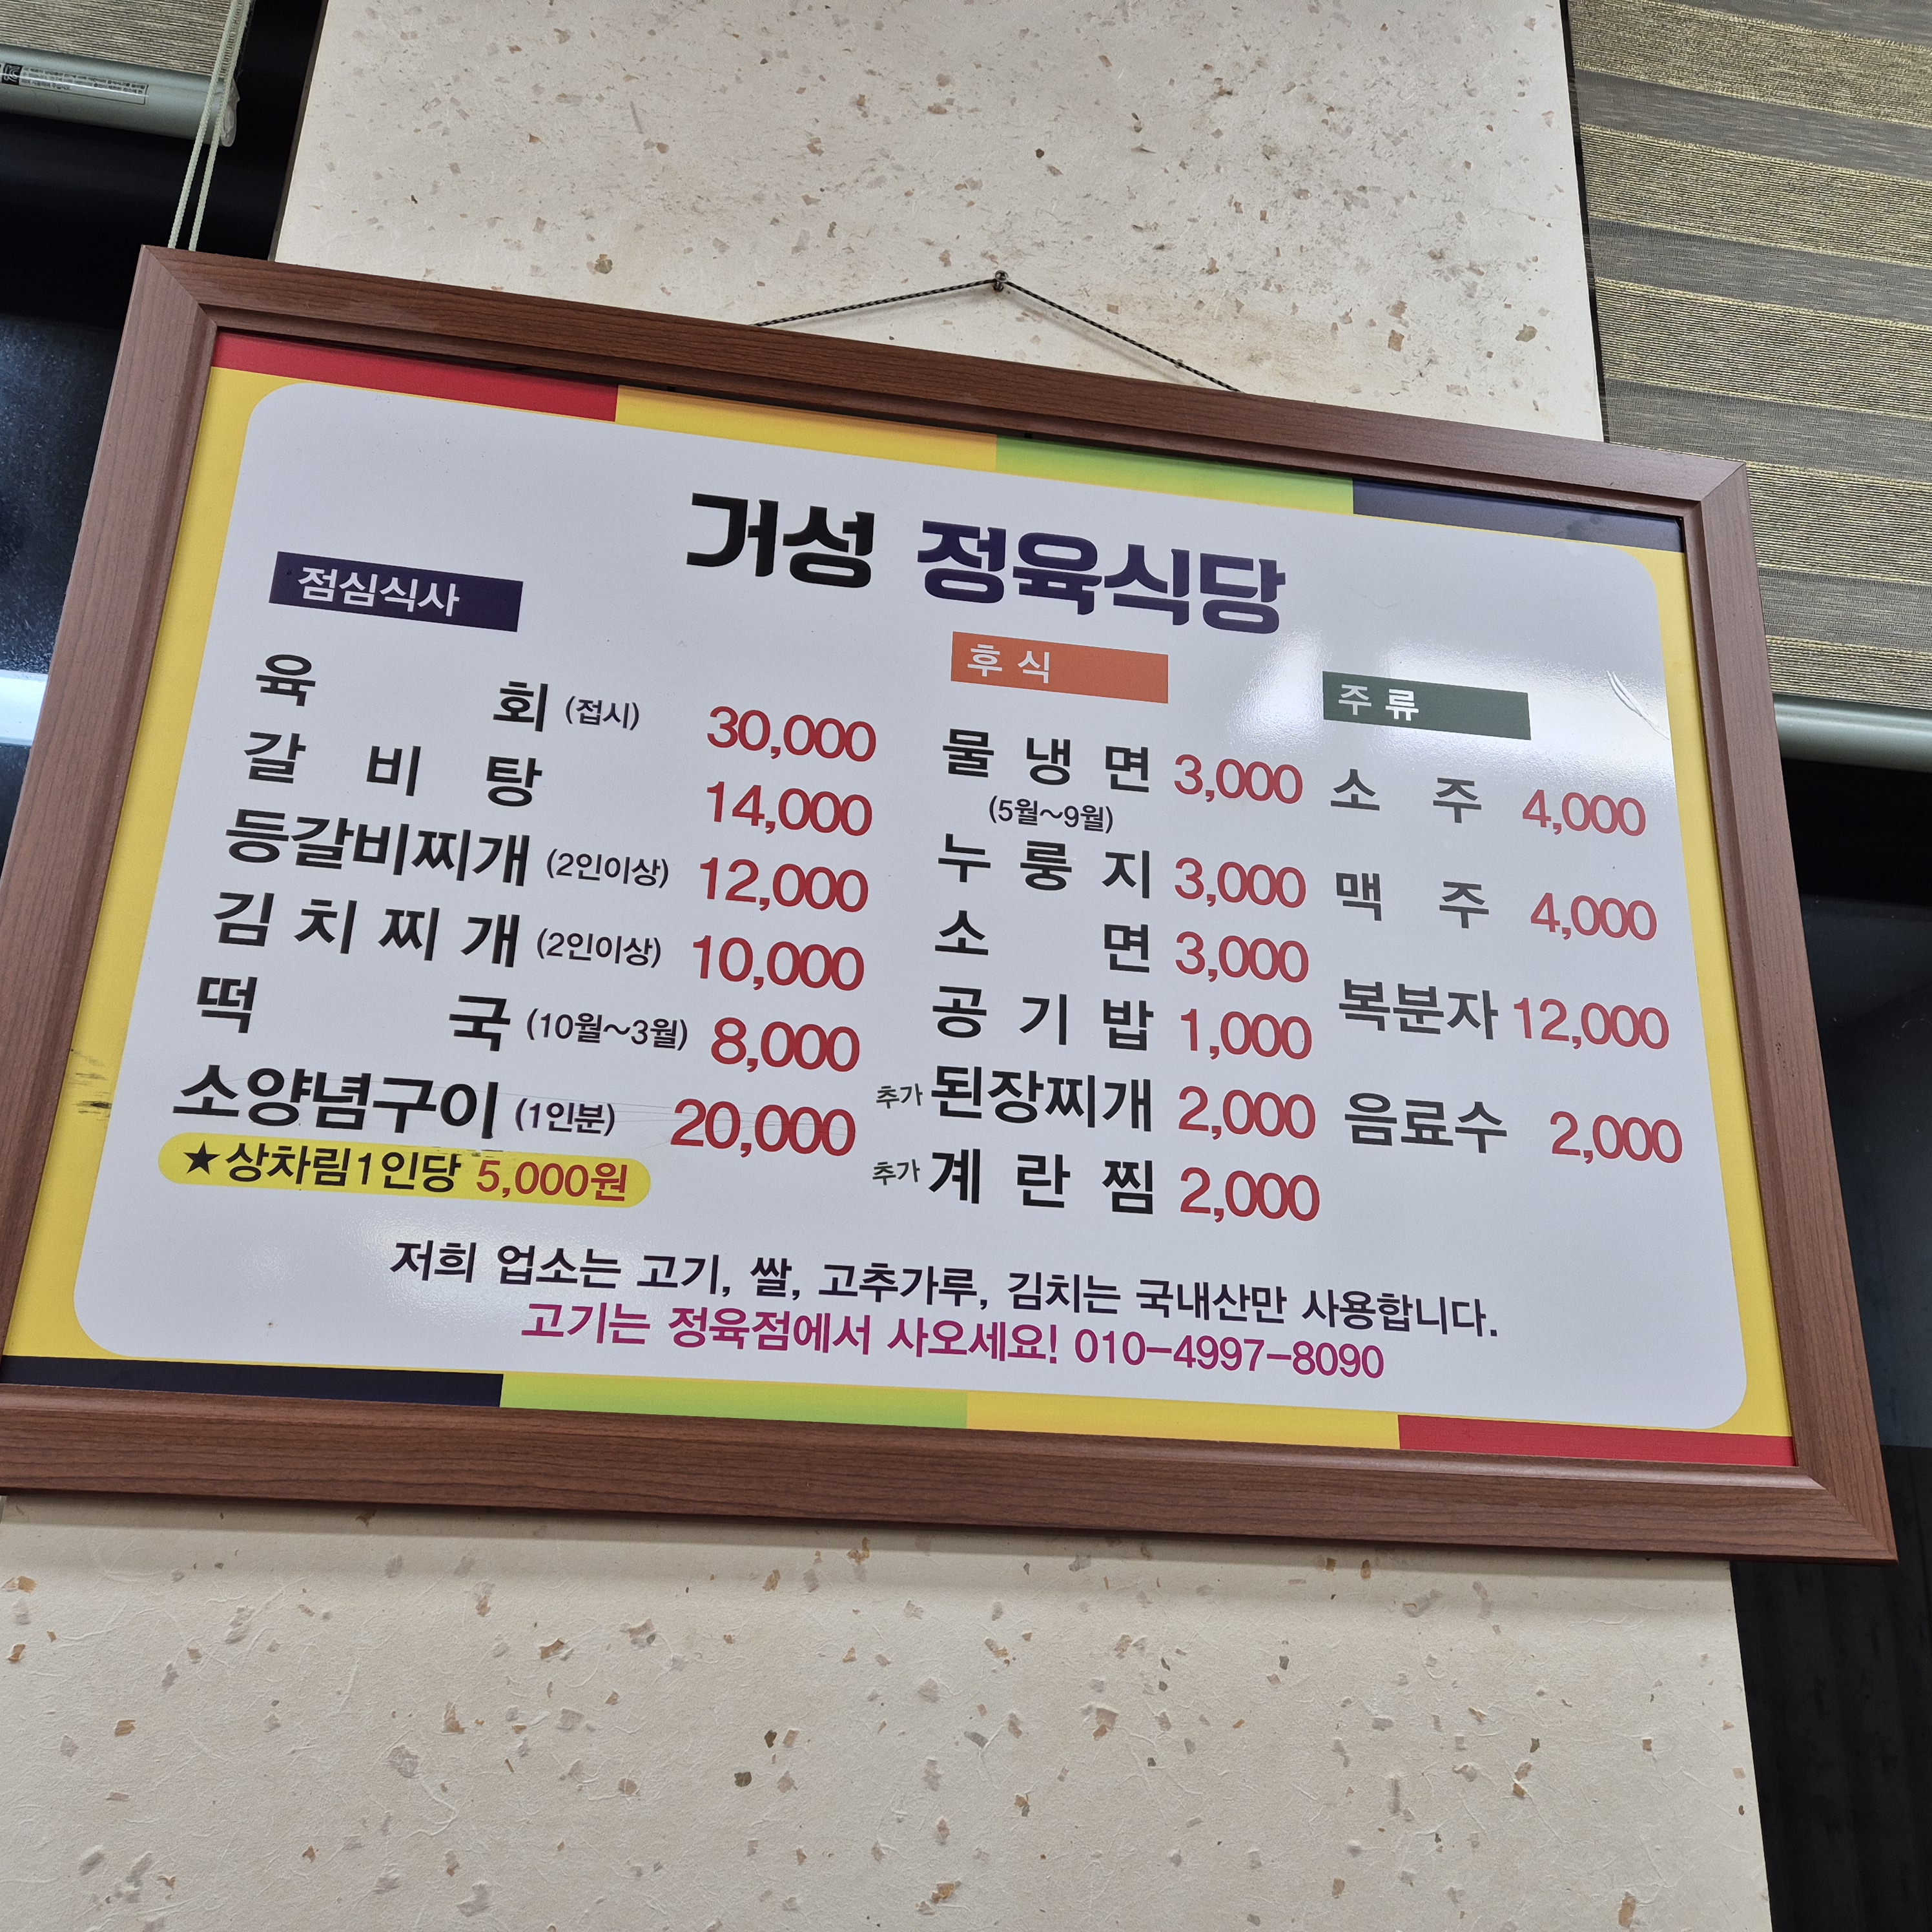 거성 정육식당
점심식사
육 회 (접시) 30,000
갈 비 탕 14,000
등갈비찌개 (2인이상) 12,000
김 치 찌 개 (2인이상) 10,000
떡 국 (10월~3월) 8,000
소양념구이 (1인분) 20,000
★상차림1인당 5,000원
후 식
물 냉 면 3,000
(5월~9월)
누 룽 지 3,000
소 면 3,000
공 기 밥 1,000
추가 된장찌개 2,000
추가 계 란 찜 2,000
주 류
소 주 4,000
맥 주 4,000
복분자 12,000
음료수 2,000
저희 업소는 고기, 쌀, 고추가루, 김치는 국내산만 사용합니다.
고기는 정육점에서 사오세요! 010-4997-8090